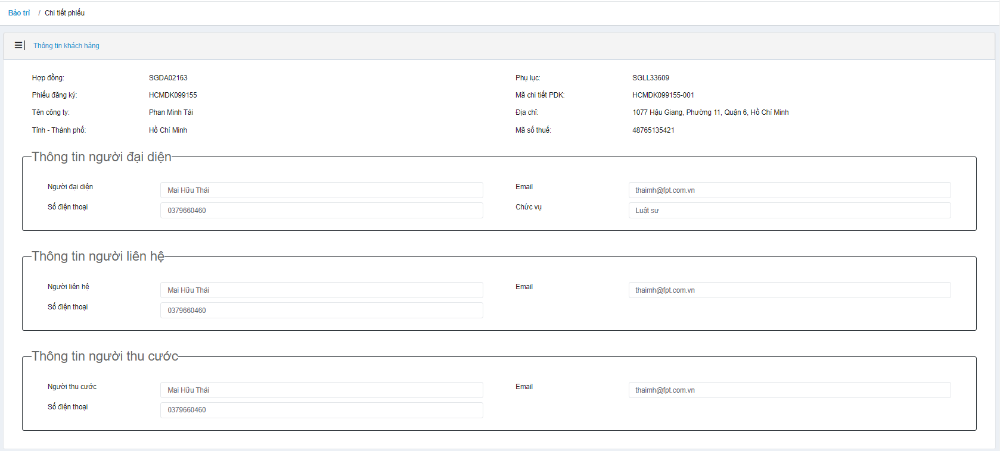 Bảo trì / Chi tiết phiếu
Thông tin khách hàng
Hợp đồng: SGDA02163 Phụ lục: SGLL33609
Phiếu đăng ký: HCMDK099155 Mã chi tiết PDK: HCMDK099155-001
Tên công ty: Phan Minh Tài Địa chỉ: 1077 Hậu Giang, Phường 11, Quận 6, Hồ Chí Minh
Tỉnh - Thành phố: Hồ Chí Minh Mã số thuế: 48765135421
Thông tin người đại diện
Người đại diện Mai Hữu Thái Email thaimh@fpt.com.vn
Số điện thoại 0379660460 Chức vụ Luật sư
Thông tin người liên hệ
Người liên hệ Mai Hữu Thái Email thaimh@fpt.com.vn
Số điện thoại 0379660460
Thông tin người thu cước
Người thu cước Mai Hữu Thái Email thaimh@fpt.com.vn
Số điện thoại 0379660460